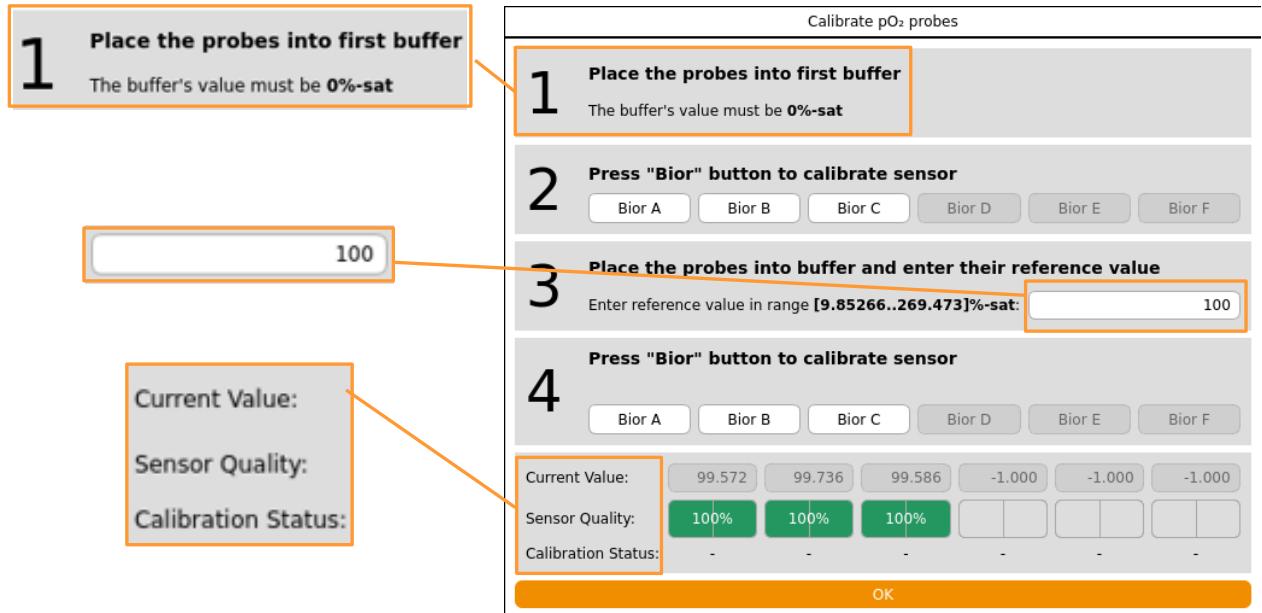 1
Place the probes into first buffer
The buffer's value must be 0%-sat
100
Current Value:
Sensor Quality:
Calibration Status:
Calibrate pO₂ probes
1
Place the probes into first buffer
The buffer's value must be 0%-sat
2
Press "Bior" button to calibrate sensor
Bior A Bior B Bior C Bior D Bior E Bior F
3
Place the probes into buffer and enter their reference value
Enter reference value in range [9.85266..269.473]%-sat: 100
4
Press "Bior" button to calibrate sensor
Bior A Bior B Bior C Bior D Bior E Bior F
Current Value: 99.572 99.736 99.586 -1.000 -1.000 -1.000
Sensor Quality: 100% 100% 100%
Calibration Status: - - - - - -
OK